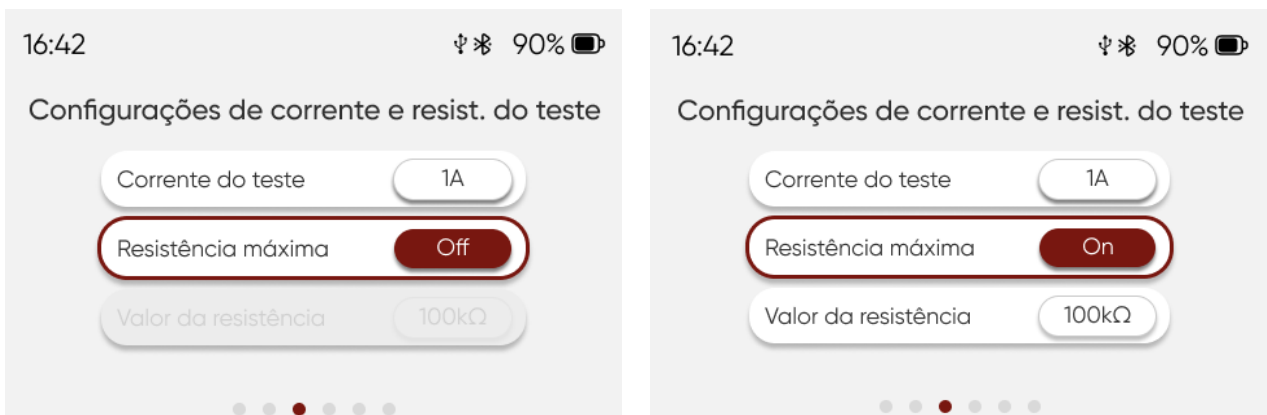 16:42 90%
Configurações de corrente e resist. do teste
Corrente do teste 1A
Resistência máxima Off
Valor da resistência 100kΩ
16:42 90%
Configurações de corrente e resist. do teste
Corrente do teste 1A
Resistência máxima On
Valor da resistência 100kΩ